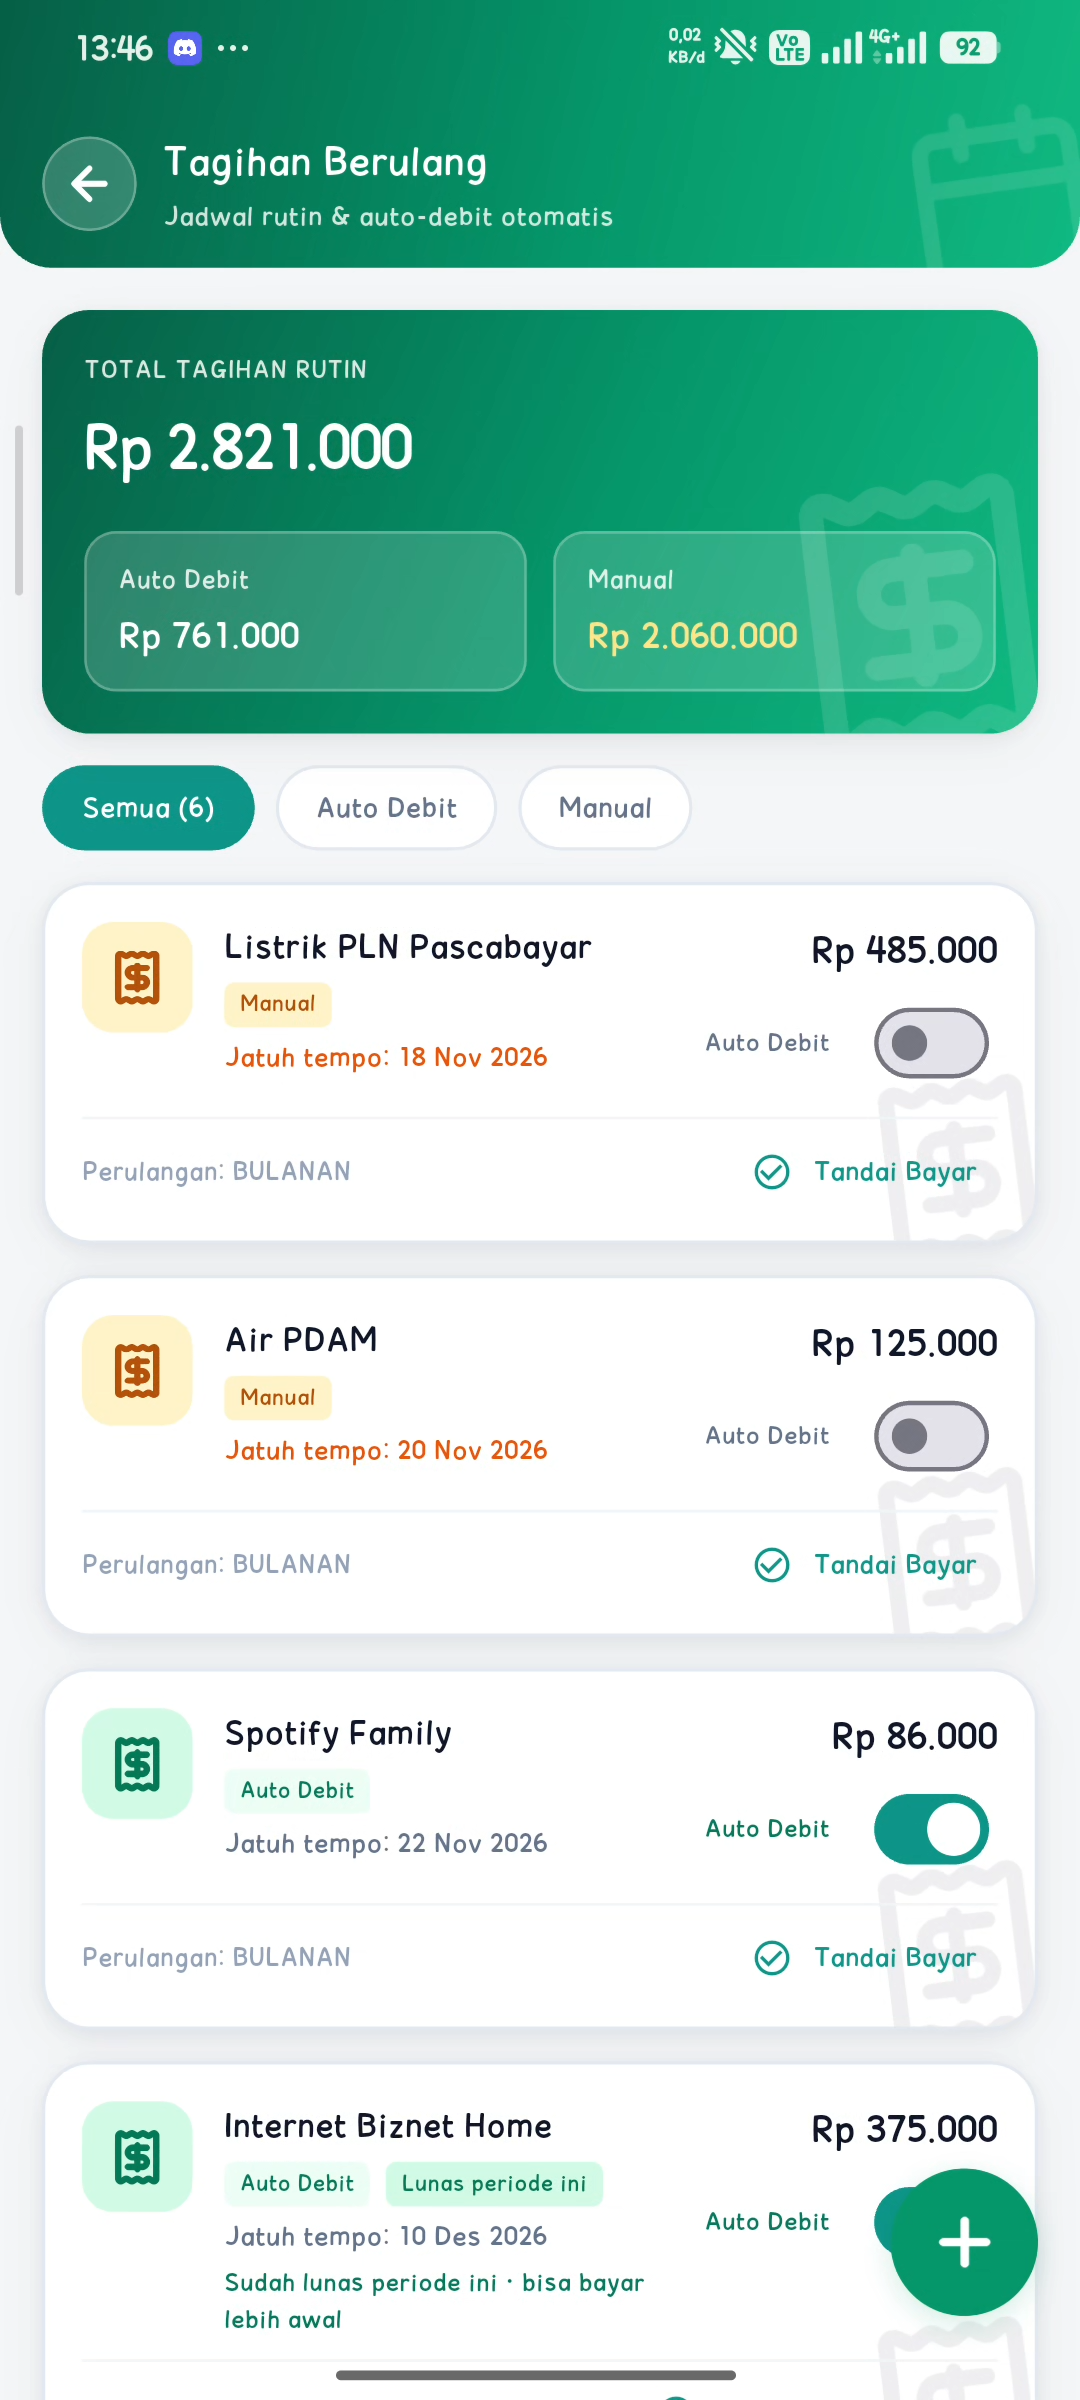 13:46
0,02
KB/d
Vo
LTE
4G+
92
Tagihan Berulang
Jadwal rutin & auto-debit otomatis
TOTAL TAGIHAN RUTIN
Rp 2.821.000
Auto Debit
Rp 761.000
Manual
Rp 2.060.000
Semua (6)
Auto Debit
Manual
Listrik PLN Pascabayar
Rp 485.000
Manual
Jatuh tempo: 18 Nov 2026
Auto Debit
Perulangan: BULANAN
Tandai Bayar
Air PDAM
Rp 125.000
Manual
Jatuh tempo: 20 Nov 2026
Auto Debit
Perulangan: BULANAN
Tandai Bayar
Spotify Family
Rp 86.000
Auto Debit
Jatuh tempo: 22 Nov 2026
Auto Debit
Perulangan: BULANAN
Tandai Bayar
Internet Biznet Home
Rp 375.000
Auto Debit
Lunas periode ini
Jatuh tempo: 10 Des 2026
Auto Debit
Sudah lunas periode ini · bisa bayar
lebih awal